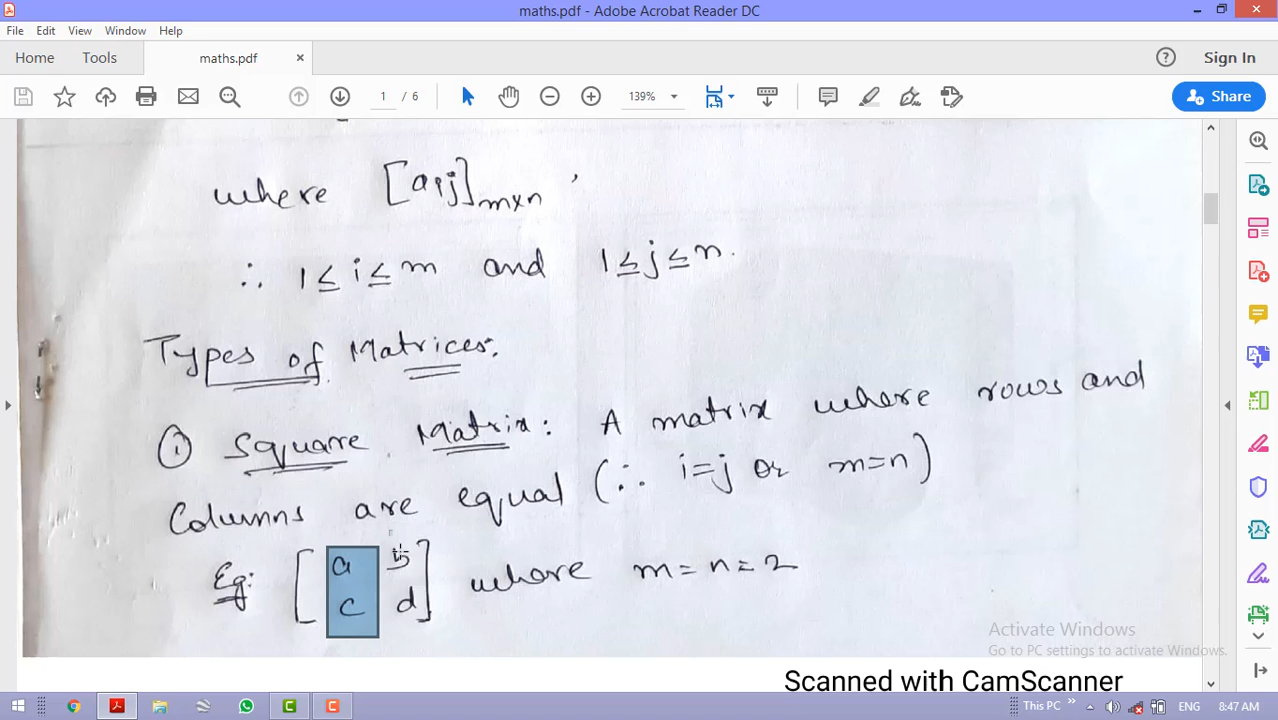 maths.pdf - Adobe Acrobat Reader DC
File Edit View Window Help
Home Tools maths.pdf × ? Sign In
1 / 6 139% Share
where [aij]m×n ,
∴ 1 ≤ i ≤ m and 1 ≤ j ≤ n.
Types of Matrices:
① Square Matrix: A matrix where rows and
Columns are equal (∴ i=j or m=n)
Eg: [ a b
c d ] where m = n = 2
Activate Windows
Go to PC settings to activate Windows.
Scanned with CamScanner
This PC » ENG 8:47 AM